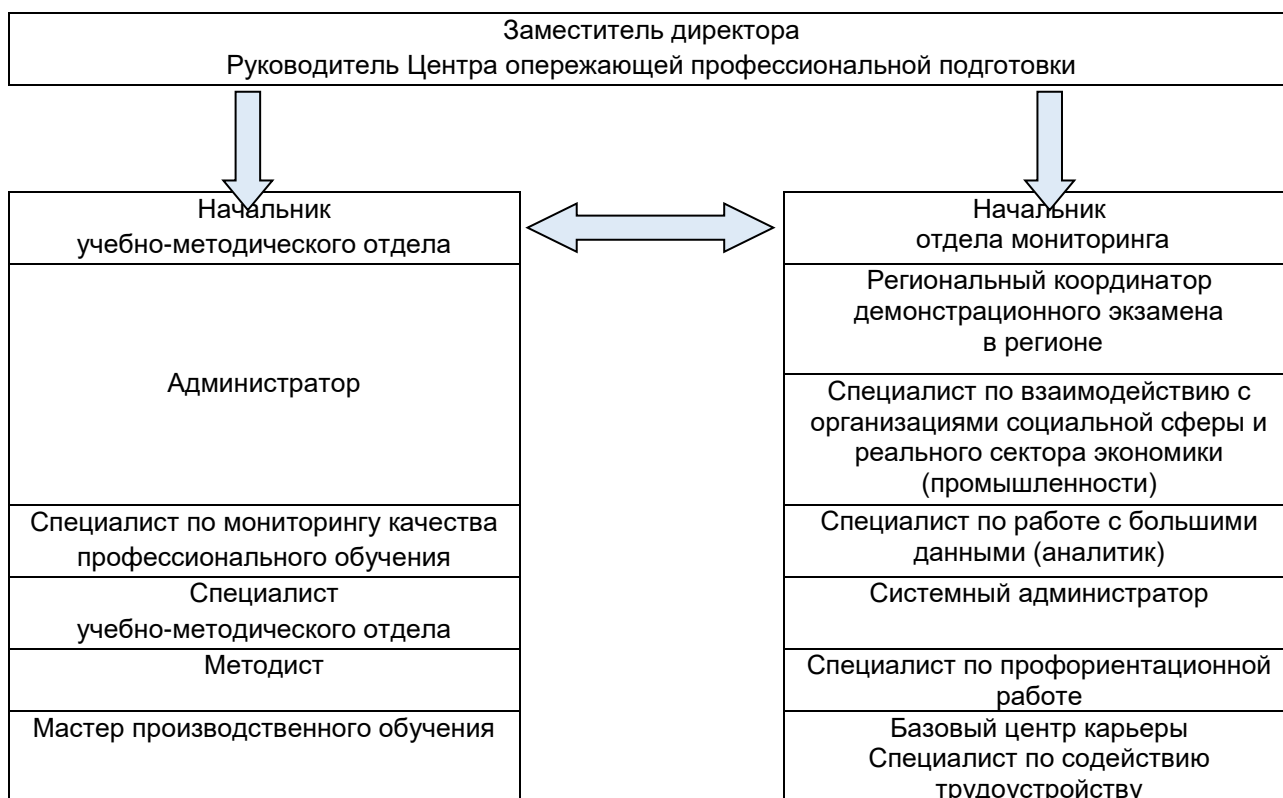 Заместитель директора
Руководитель Центра опережающей профессиональной подготовки
Начальник
учебно-методического отдела
Администратор
Специалист по мониторингу качества
профессионального обучения
Специалист
учебно-методического отдела
Методист
Мастер производственного обучения
Начальник
отдела мониторинга
Региональный координатор
демонстрационного экзамена
в регионе
Специалист по взаимодействию с
организациями социальной сферы и
реального сектора экономики
(промышленности)
Специалист по работе с большими
данными (аналитик)
Системный администратор
Специалист по профориентационной
работе
Базовый центр карьеры
Специалист по содействию
трудоустройству